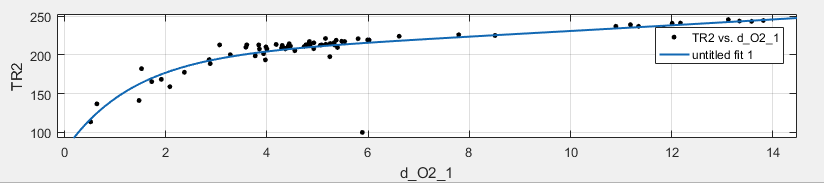 250
200
150
100
TR2
TR2 vs. d_O2_1
untitled fit 1
0 2 4 6 8 10 12 14
d_O2_1